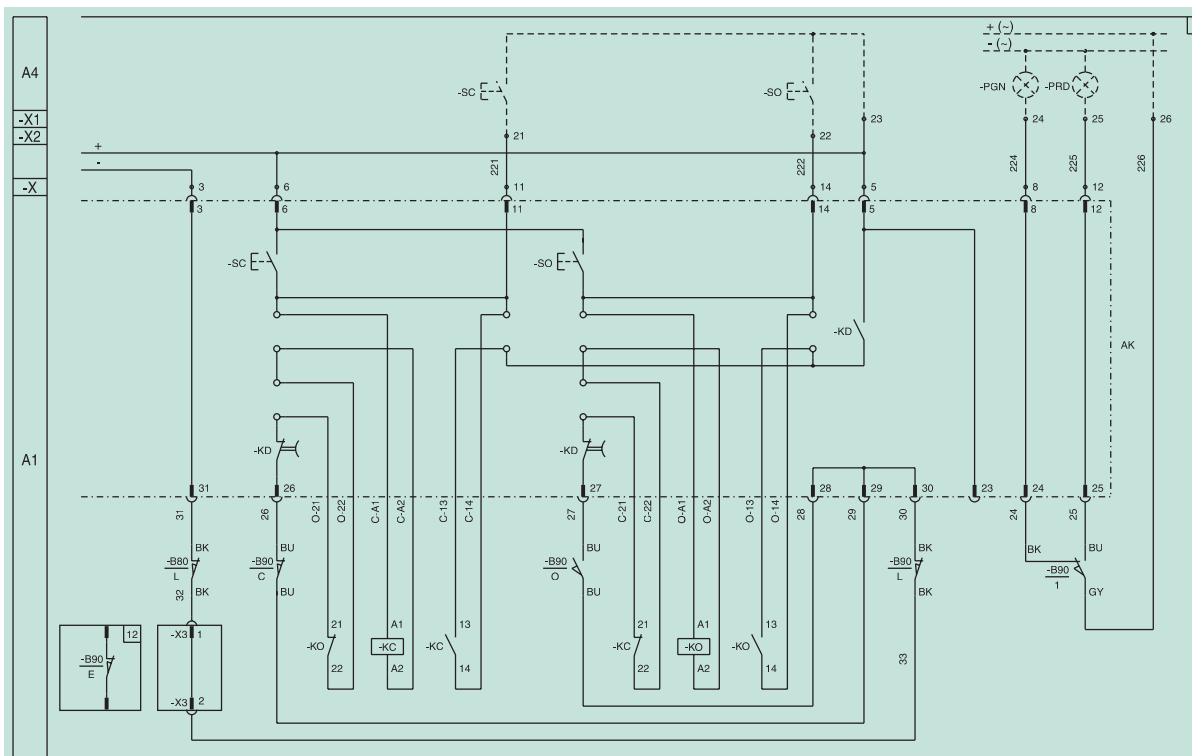 + (~)
- (~)
A4
-SC
-SO
-PGN
-PRD
-X1
23
24
25
26
-X2
21
22
+
-
221
222
224
225
226
-X
3
6
11
14
5
8
12
3
6
11
14
5
8
12
-SC
-SO
-KD
AK
A1
-KD
-KD
31
26
27
28
29
30
23
24
25
31
26
O-21
O-22
C-A1
C-A2
C-13
C-14
27
C-21
C-22
O-A1
O-A2
O-13
O-14
28
29
30
24
25
BK
BU
BU
BK
BK
BU
-B80
L
-B90
C
-B90
O
-B90
L
-B90
1
32
BK
BU
BU
BK
GY
12
-B90
E
-X3
1
-X3
2
21
-KO
22
A1
-KC
A2
13
-KC
14
21
-KC
22
A1
-KO
A2
13
-KO
14
33